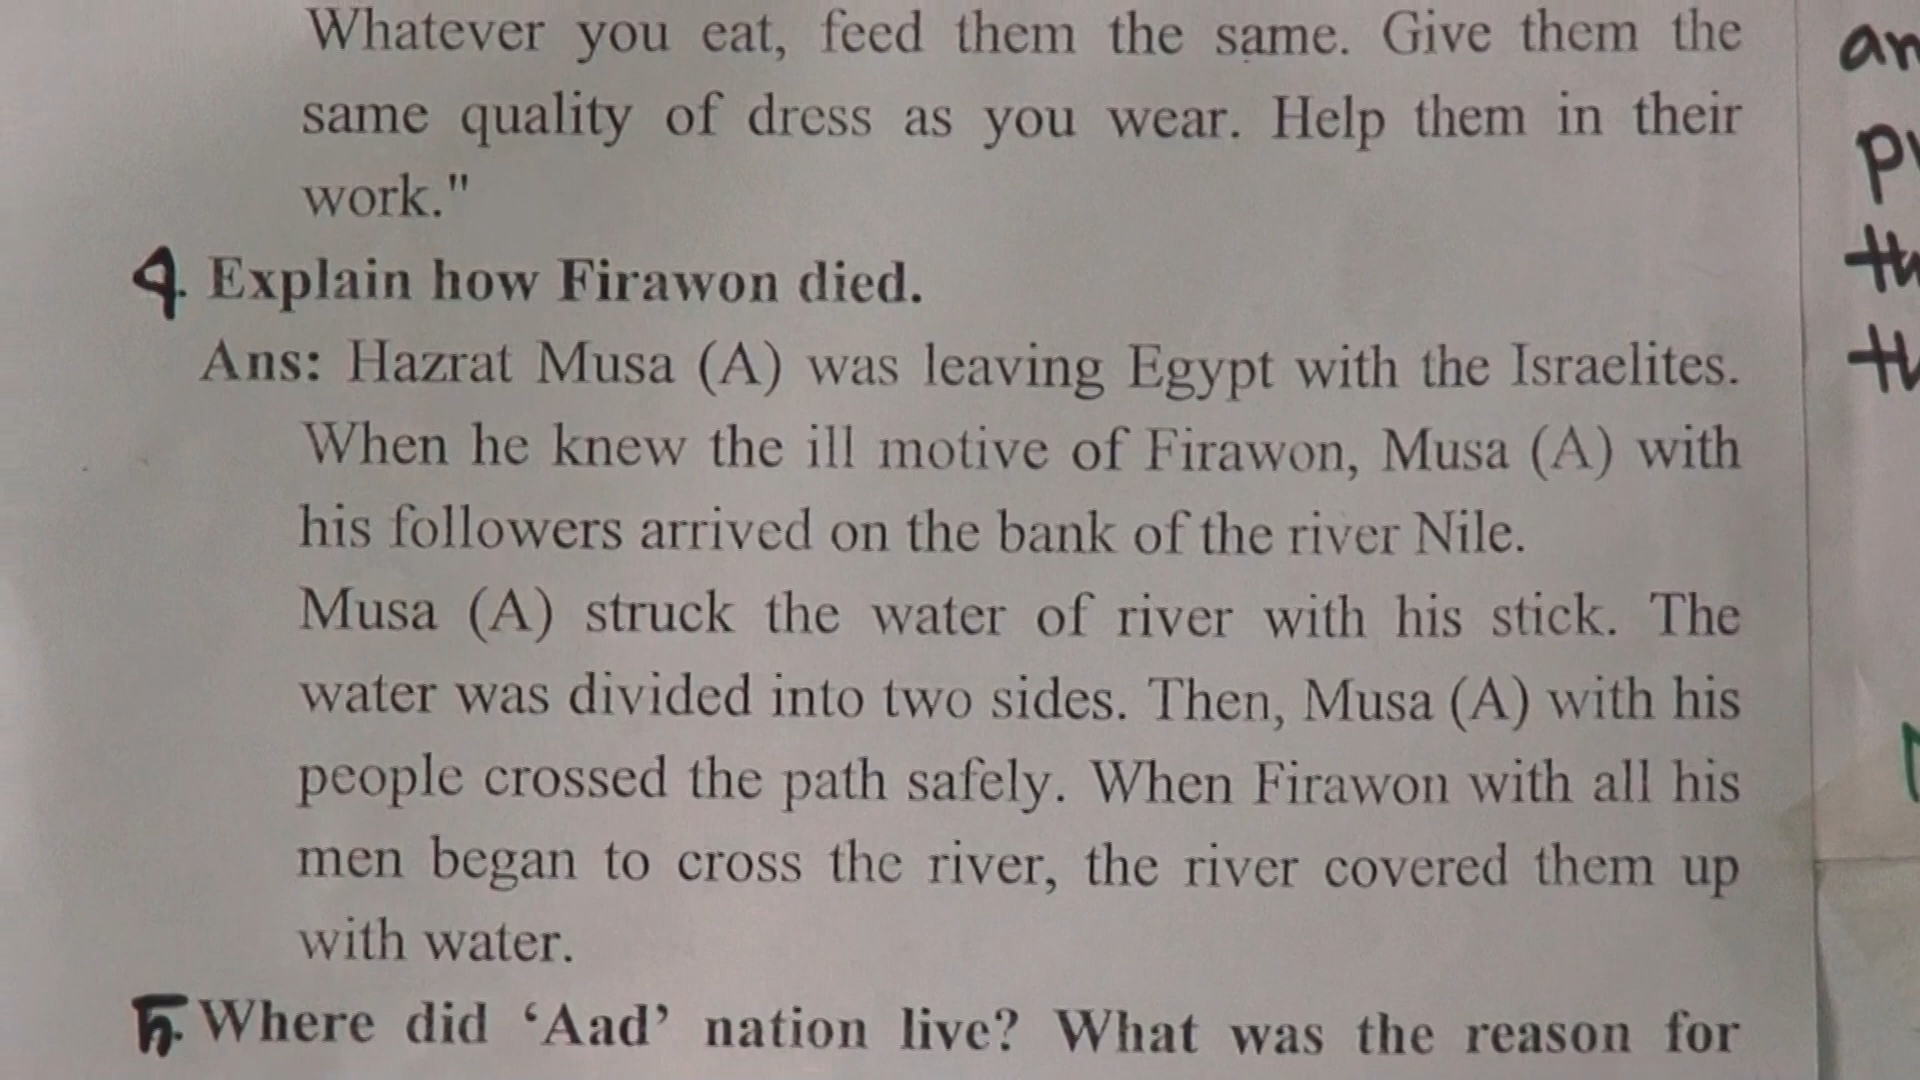 Whatever you eat, feed them the same. Give them the
same quality of dress as you wear. Help them in their
work."
4. Explain how Firawon died.
Ans: Hazrat Musa (A) was leaving Egypt with the Israelites.
When he knew the ill motive of Firawon, Musa (A) with
his followers arrived on the bank of the river Nile.
Musa (A) struck the water of river with his stick. The
water was divided into two sides. Then, Musa (A) with his
people crossed the path safely. When Firawon with all his
men began to cross the river, the river covered them up
with water.
5. Where did ‘Aad’ nation live? What was the reason for